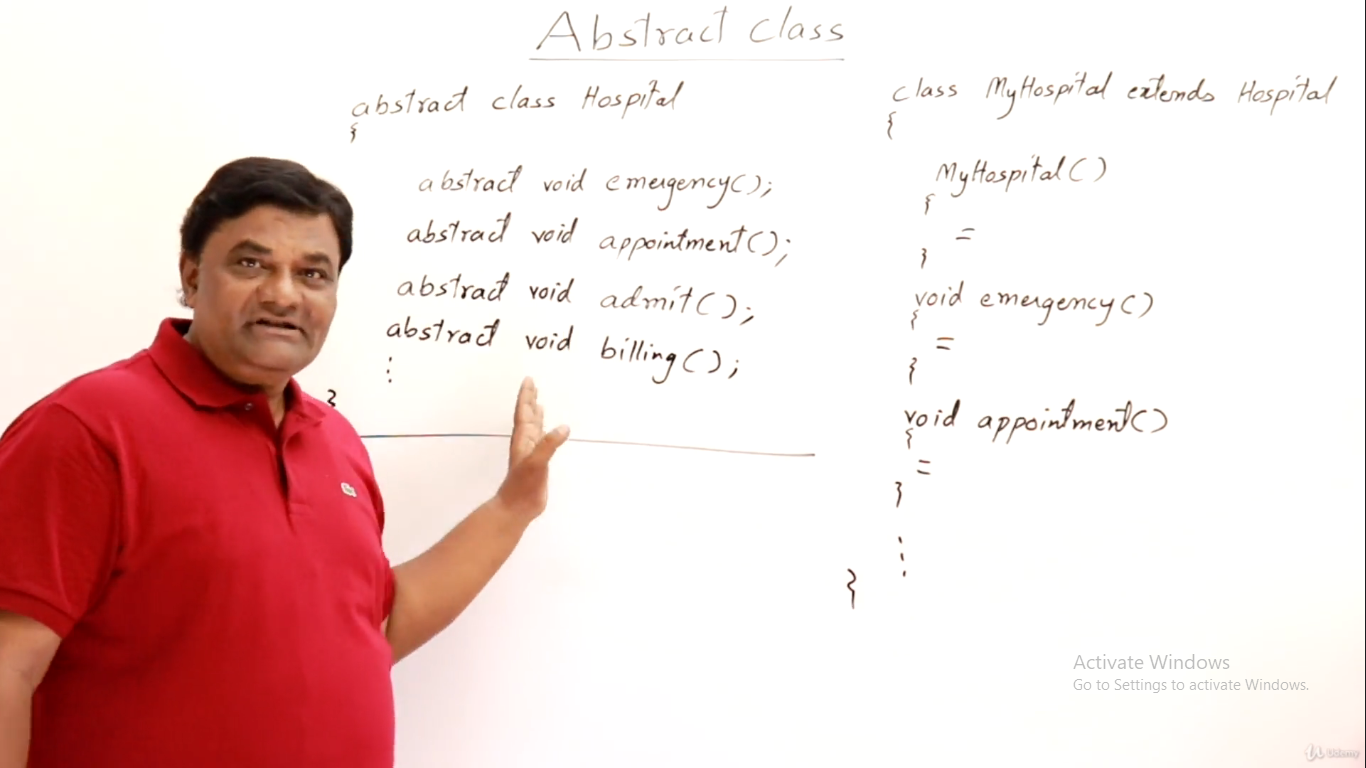 Abstract Class
abstract class Hospital
{
abstract void emergency();
abstract void appointment();
abstract void admit();
abstract void billing();
⋮
}
class MyHospital extends Hospital
{
MyHospital()
{
=
}
void emergency()
{
=
}
void appointment()
{
=
}
⋮
}
Activate Windows
Go to Settings to activate Windows.
Udemy